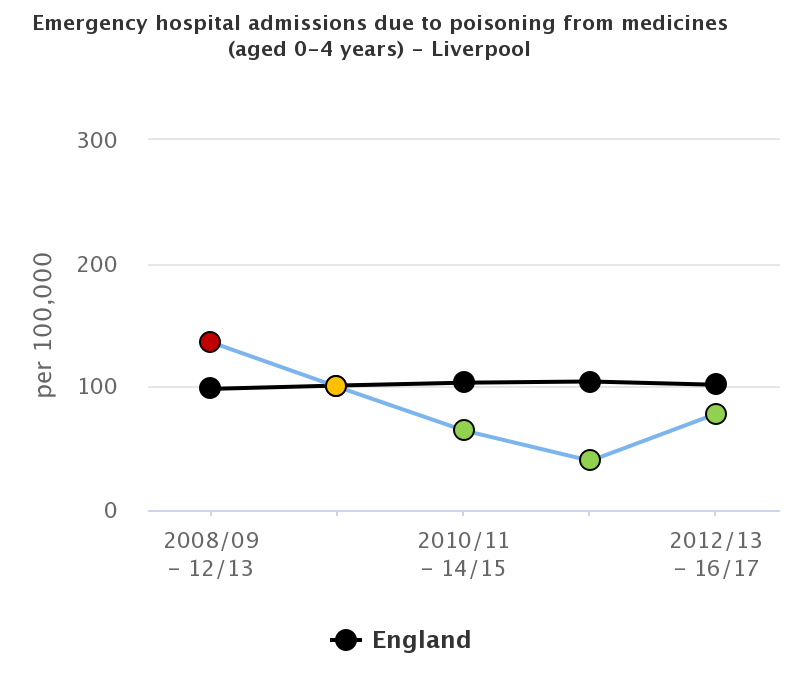 Emergency hospital admissions due to poisoning from medicines
(aged 0–4 years) – Liverpool
300
200
100
0
per 100,000
2008/09
– 12/13
2010/11
– 14/15
2012/13
– 16/17
England